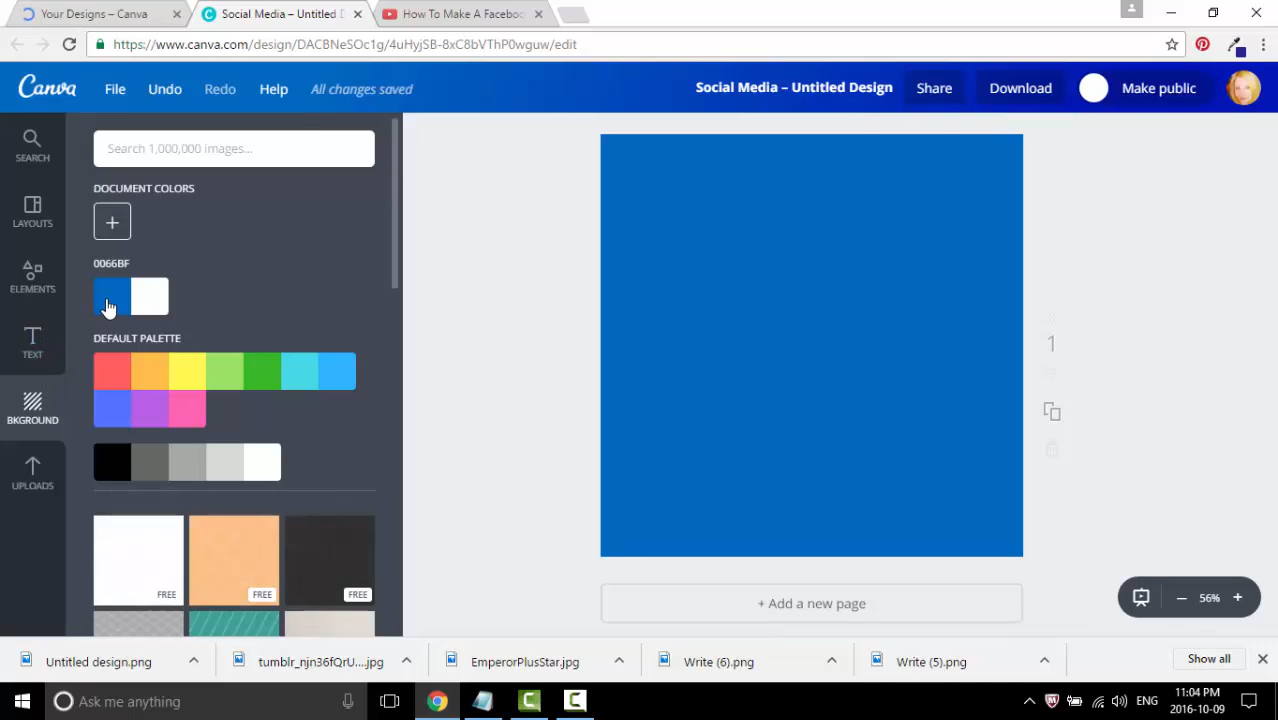 Your Designs – Canva
Social Media – Untitled D
How To Make A Faceboo
https://www.canva.com/design/DACBNeSOc1g/4uHyjSB-8xC8bVThP0wguw/edit
Canva File Undo Redo Help All changes saved Social Media – Untitled Design Share Download Make public
SEARCH
LAYOUTS
ELEMENTS
TEXT
BKGROUND
UPLOADS
Search 1,000,000 images...
DOCUMENT COLORS
+
0066BF
DEFAULT PALETTE
FREE FREE FREE
1
+ Add a new page
– 56% +
Untitled design.png tumblr_njn36fQrU....jpg EmperorPlusStar.jpg Write (6).png Write (5).png Show all
Ask me anything
ENG
11:04 PM
2016-10-09